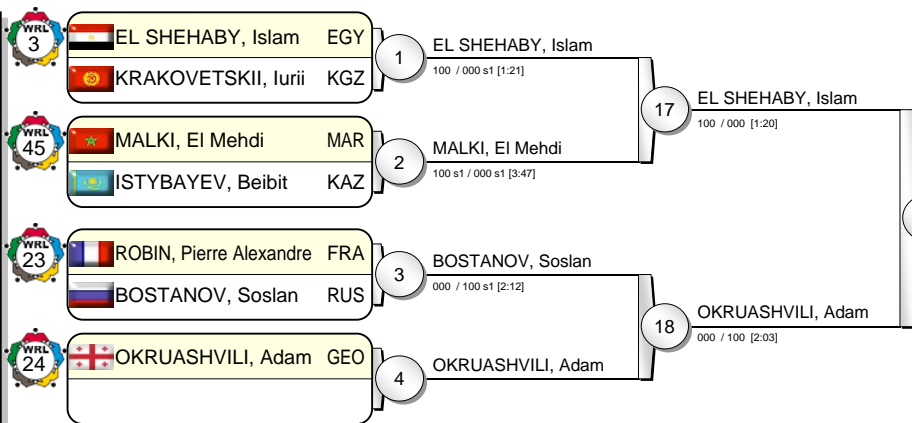 WRL
3
EL SHEHABY, Islam EGY
KRAKOVETSKII, Iurii KGZ
1
EL SHEHABY, Islam
100 / 000 s1 [1:21]
WRL
45
MALKI, El Mehdi MAR
ISTYBAYEV, Beibit KAZ
2
MALKI, El Mehdi
100 s1 / 000 s1 [3:47]
17
EL SHEHABY, Islam
100 / 000 [1:20]
WRL
23
ROBIN, Pierre Alexandre FRA
BOSTANOV, Soslan RUS
3
BOSTANOV, Soslan
000 / 100 s1 [2:12]
WRL
24
OKRUASHVILI, Adam GEO
4
OKRUASHVILI, Adam
18
OKRUASHVILI, Adam
000 / 100 [2:03]